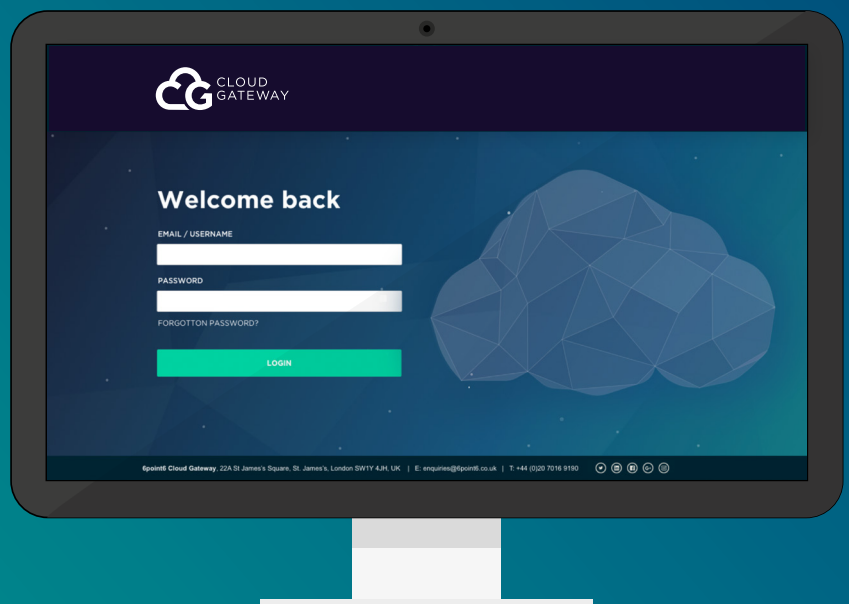 CLOUD
GATEWAY
Welcome back
EMAIL / USERNAME
PASSWORD
FORGOTTON PASSWORD?
LOGIN
6point6 Cloud Gateway, 22A St James's Square, St. James's, London SW1Y 4JH, UK | E: enquiries@6point6.co.uk | T: +44 (0)20 7016 9190